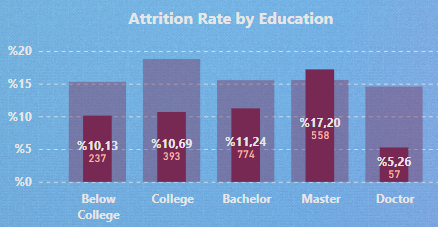 Attrition Rate by Education
%20
%15
%10
%5
%0
%10,13
237
%10,69
393
%11,24
774
%17,20
558
%5,26
57
Below
College
College
Bachelor
Master
Doctor